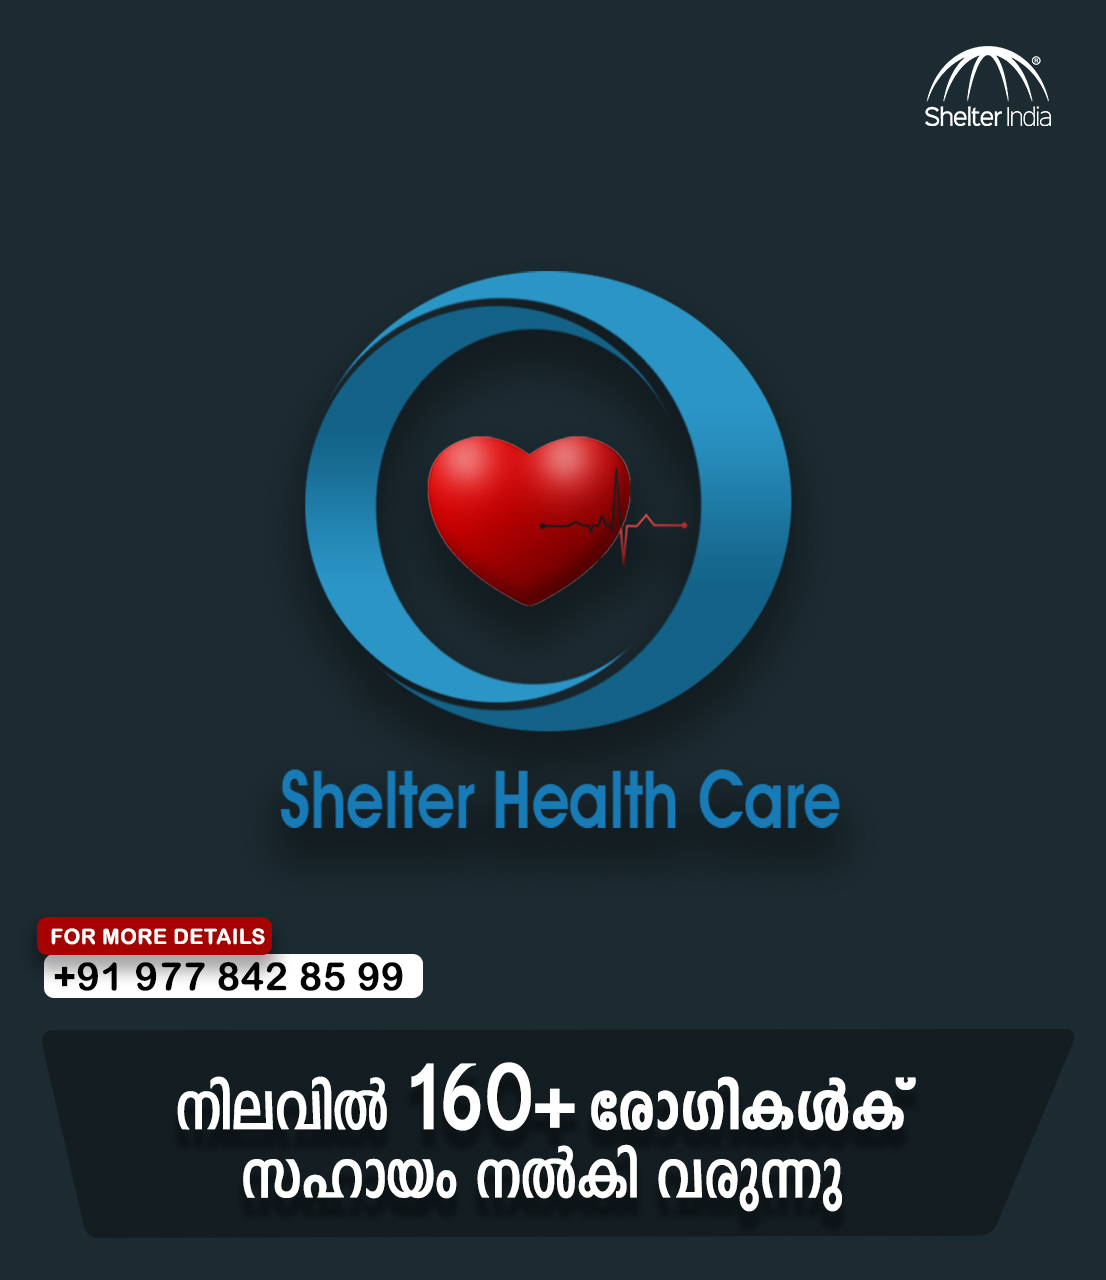 ®
Shelter India
Shelter Health Care
FOR MORE DETAILS
+91 977 842 85 99
നിലവിൽ 160+ രോഗികൾക്
സഹായം നൽകി വരുന്നു